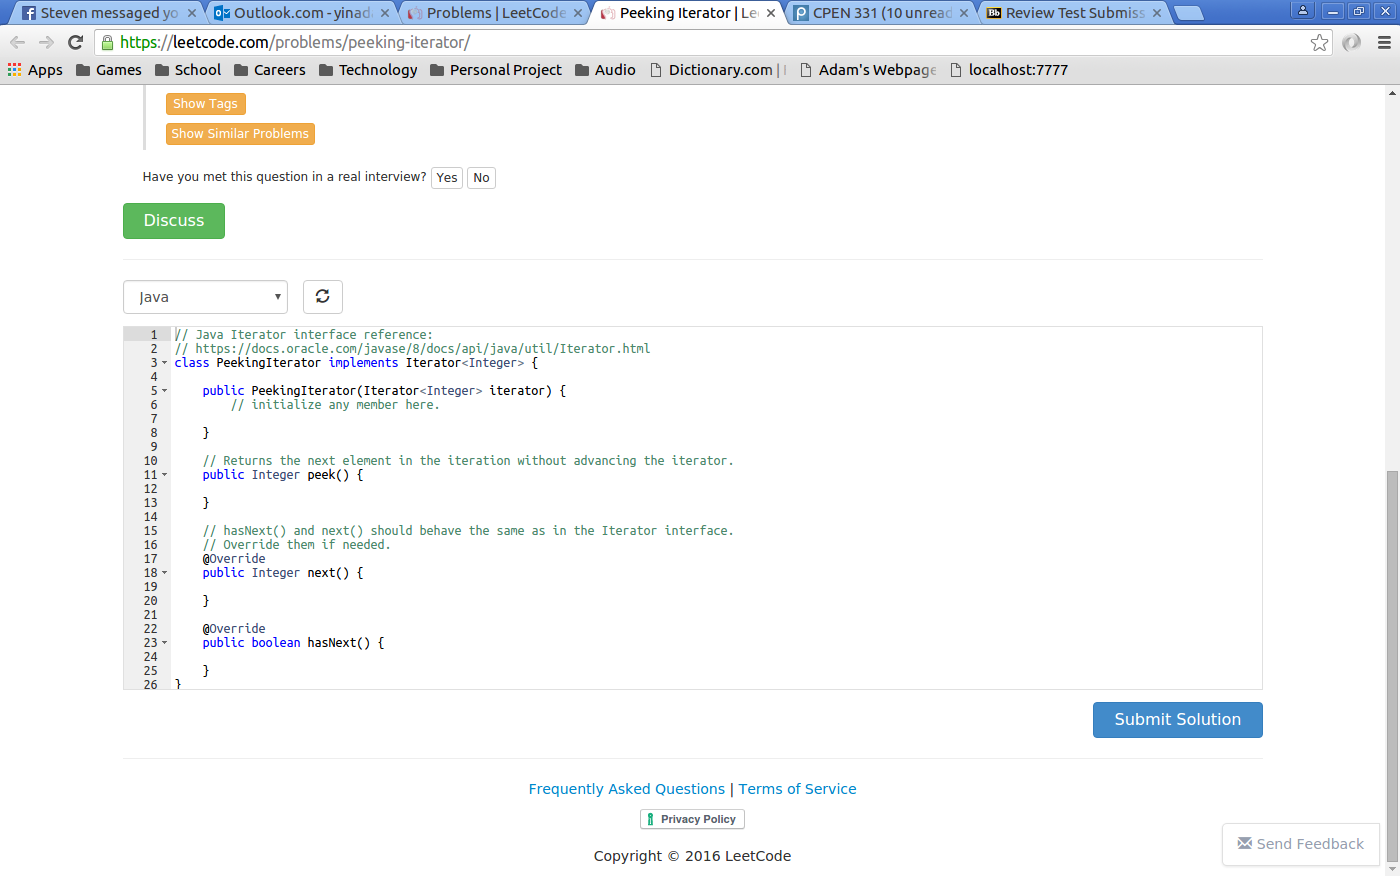 Steven messaged yo
Outlook.com - yinad
Problems | LeetCode
Peeking Iterator | Le
CPEN 331 (10 unread
Review Test Submiss
https://leetcode.com/problems/peeking-iterator/
Apps Games School Careers Technology Personal Project Audio Dictionary.com | Adam's Webpage localhost:7777
Show Tags
Show Similar Problems
Have you met this question in a real interview? Yes No
Discuss
Java
1 // Java Iterator interface reference:
2 // https://docs.oracle.com/javase/8/docs/api/java/util/Iterator.html
3 class PeekingIterator implements Iterator<Integer> {
4
5     public PeekingIterator(Iterator<Integer> iterator) {
6         // initialize any member here.
7
8     }
9
10     // Returns the next element in the iteration without advancing the iterator.
11     public Integer peek() {
12
13     }
14
15     // hasNext() and next() should behave the same as in the Iterator interface.
16     // Override them if needed.
17     @Override
18     public Integer next() {
19
20     }
21
22     @Override
23     public boolean hasNext() {
24
25     }
26 }
Submit Solution
Frequently Asked Questions | Terms of Service
Privacy Policy
Copyright © 2016 LeetCode
Send Feedback